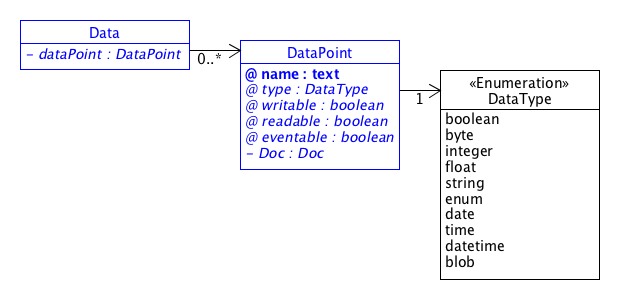 Data
- dataPoint : DataPoint
0..*
DataPoint
@ name : text
@ type : DataType
@ writable : boolean
@ readable : boolean
@ eventable : boolean
- Doc : Doc
1
«Enumeration»
DataType
boolean
byte
integer
float
string
enum
date
time
datetime
blob